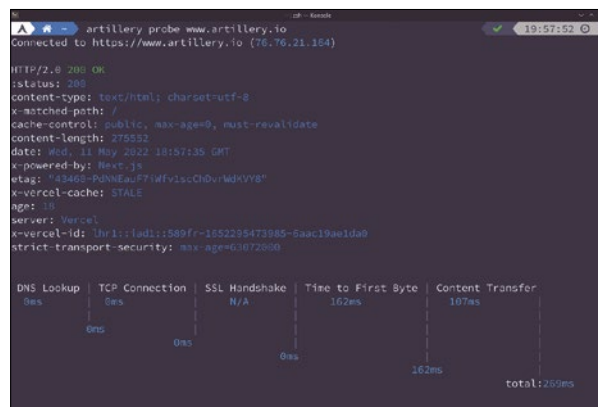 zsh — Konsole
artillery probe www.artillery.io
19:57:52
Connected to https://www.artillery.io (76.76.21.164)
HTTP/2.0 200 OK
:status: 200
content-type: text/html; charset=utf-8
x-matched-path: /
cache-control: public, max-age=0, must-revalidate
content-length: 275552
date: Wed, 11 May 2022 18:57:35 GMT
x-powered-by: Next.js
etag:
x-vercel-cache: STALE
age: 18
server: Vercel
x-vercel-id: lhr1::iad1::589fr-1652295473985-6aac19ae1da0
strict-transport-security: max-age=63072000
DNS Lookup | TCP Connection | SSL Handshake | Time to First Byte | Content Transfer
0ms | 0ms | N/A | 162ms | 107ms
0ms
0ms
0ms
162ms
total:269ms